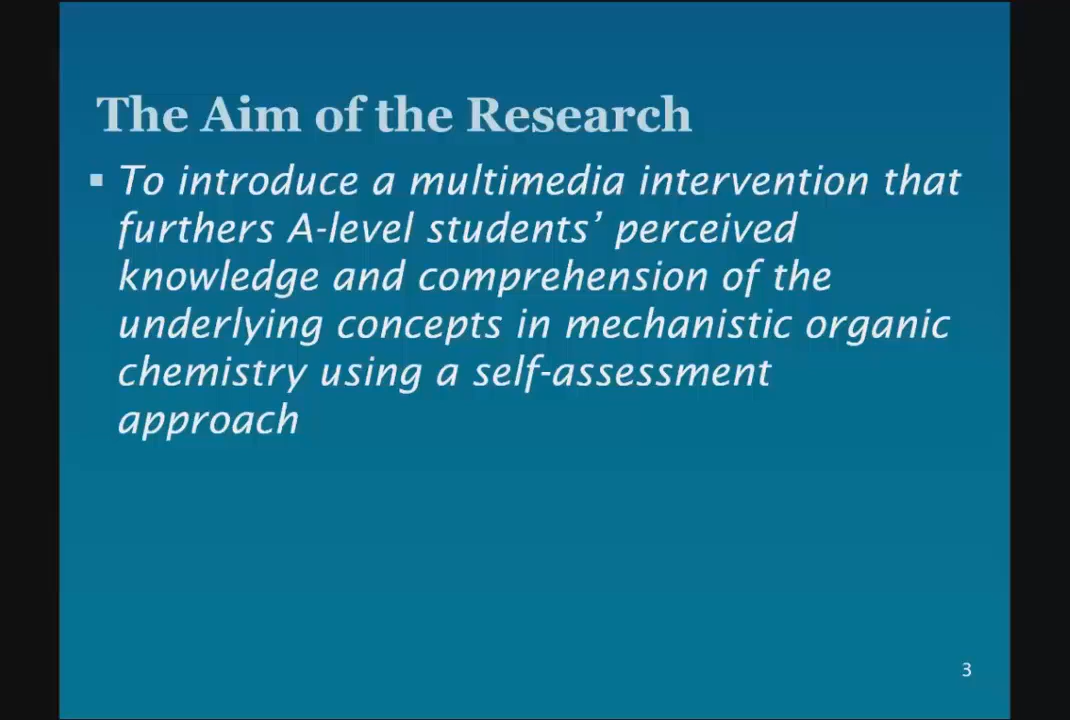 The Aim of the Research
▪ To introduce a multimedia intervention that
furthers A-level students’ perceived
knowledge and comprehension of the
underlying concepts in mechanistic organic
chemistry using a self-assessment
approach
3